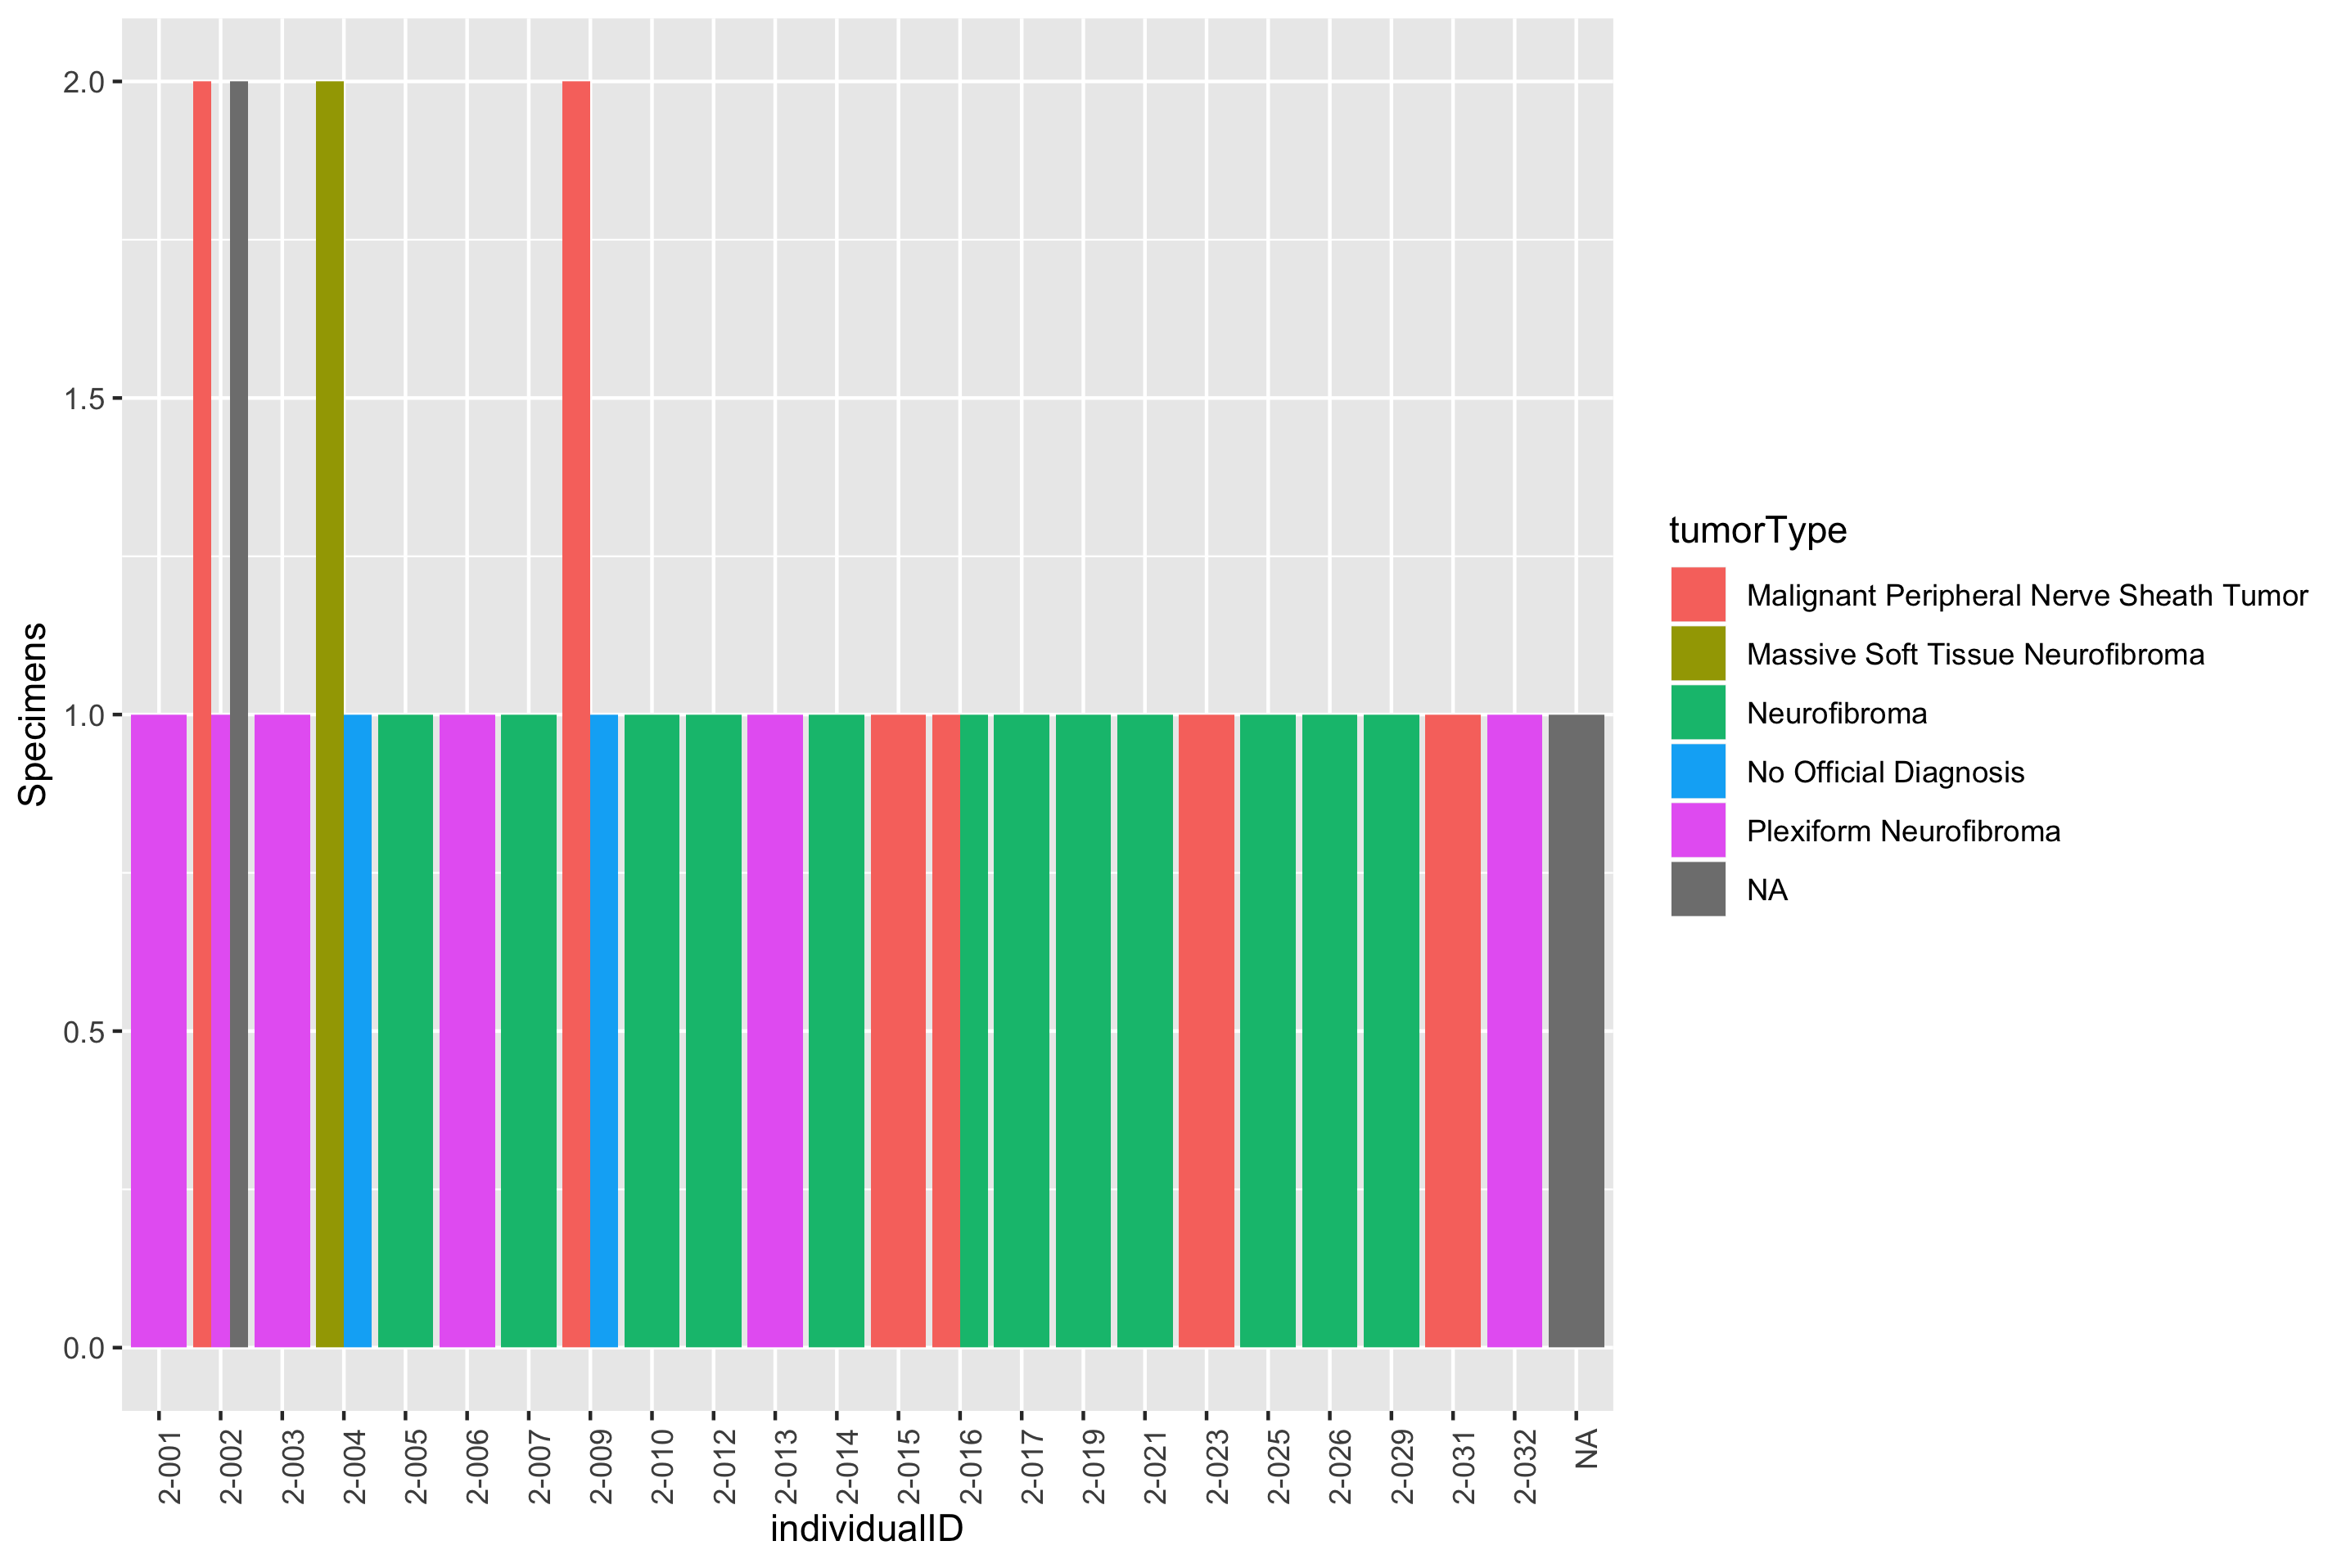 2.0
1.5
1.0
0.5
0.0
Specimens
2-001
2-002
2-003
2-004
2-005
2-006
2-007
2-009
2-010
2-012
2-013
2-014
2-015
2-016
2-017
2-019
2-021
2-023
2-025
2-026
2-029
2-031
2-032
NA
individualID
tumorType
Malignant Peripheral Nerve Sheath Tumor
Massive Soft Tissue Neurofibroma
Neurofibroma
No Official Diagnosis
Plexiform Neurofibroma
NA